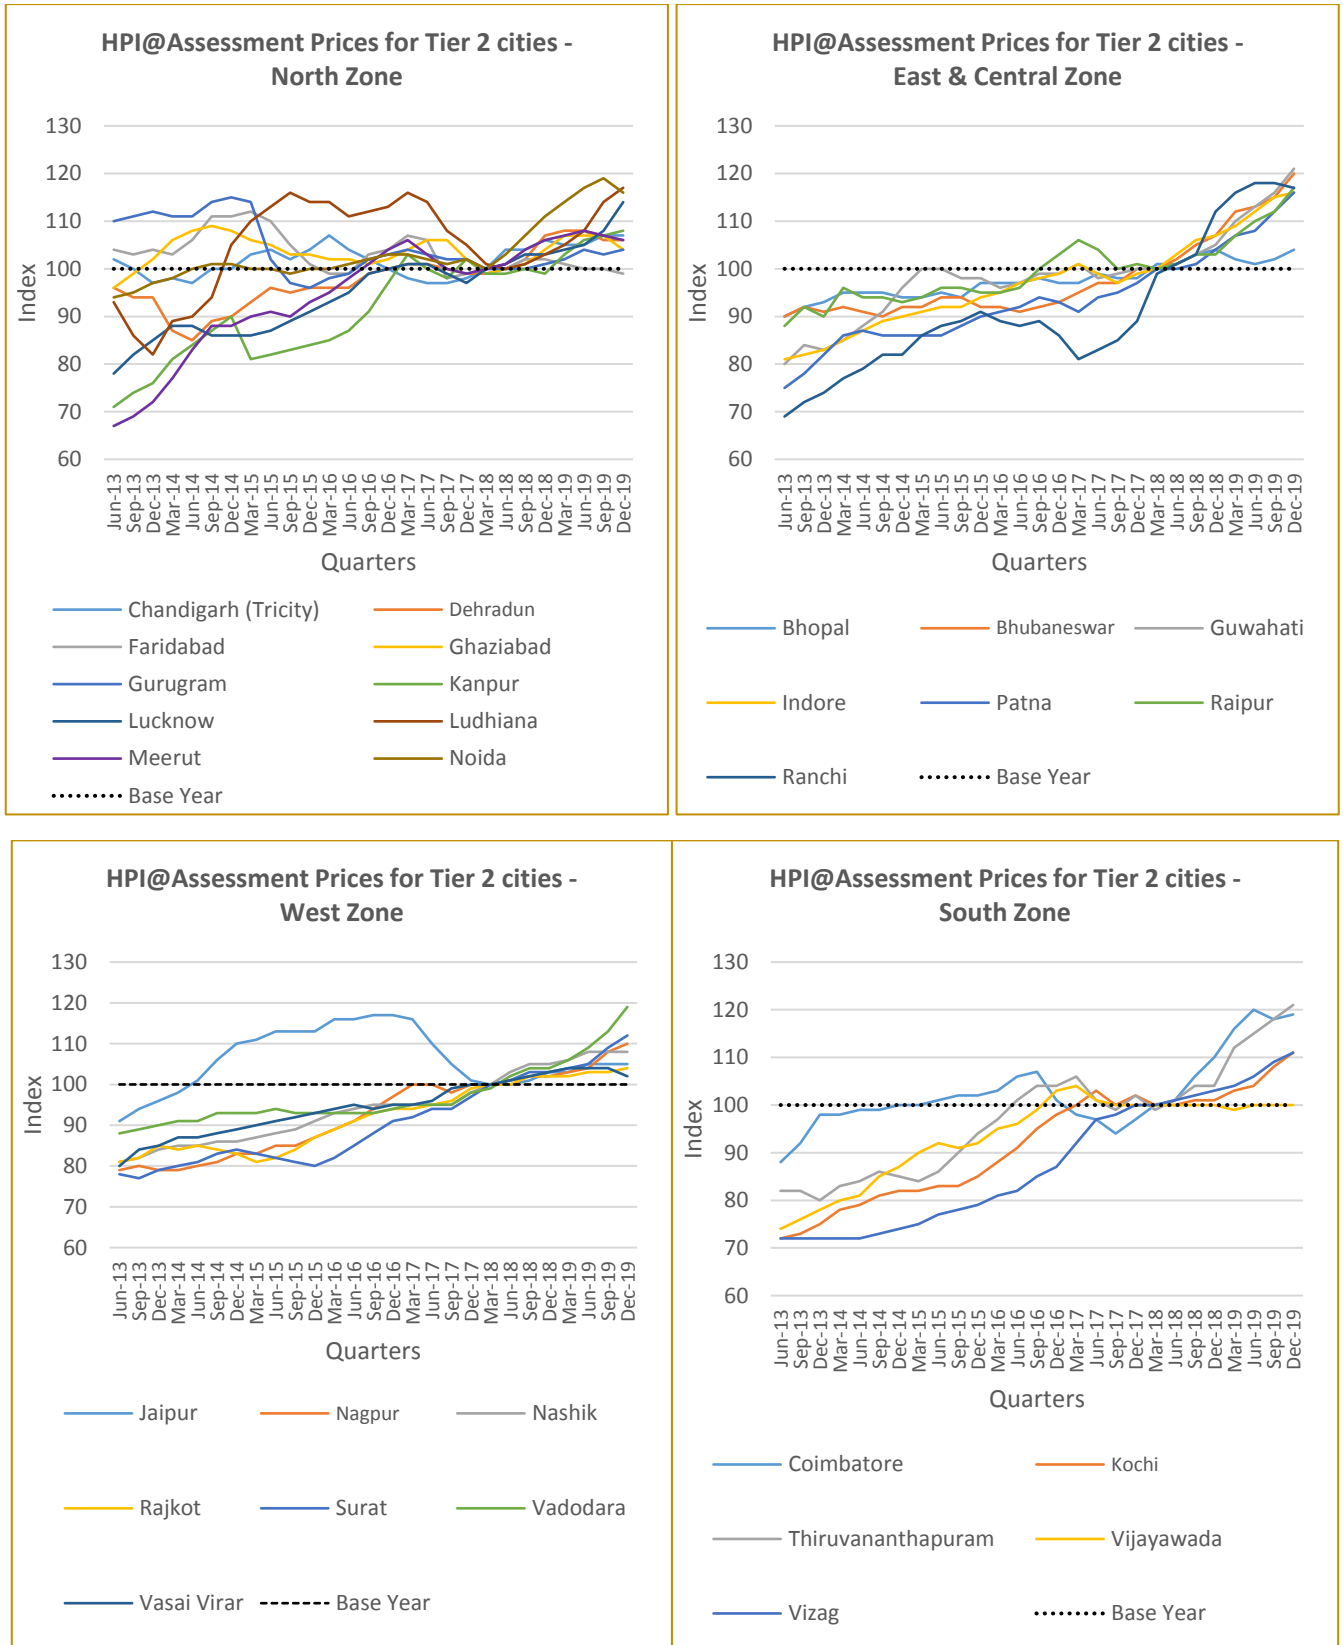 HPI@Assessment Prices for Tier 2 cities -
North Zone
130
120
110
100
90
80
70
60
Index
Jun-13
Sep-13
Dec-13
Mar-14
Jun-14
Sep-14
Dec-14
Mar-15
Jun-15
Sep-15
Dec-15
Mar-16
Jun-16
Sep-16
Dec-16
Mar-17
Jun-17
Sep-17
Dec-17
Mar-18
Jun-18
Sep-18
Dec-18
Mar-19
Jun-19
Sep-19
Dec-19
Quarters
Chandigarh (Tricity)
Dehradun
Faridabad
Ghaziabad
Gurugram
Kanpur
Lucknow
Ludhiana
Meerut
Noida
Base Year
HPI@Assessment Prices for Tier 2 cities -
East & Central Zone
130
120
110
100
90
80
70
60
Index
Jun-13
Sep-13
Dec-13
Mar-14
Jun-14
Sep-14
Dec-14
Mar-15
Jun-15
Sep-15
Dec-15
Mar-16
Jun-16
Sep-16
Dec-16
Mar-17
Jun-17
Sep-17
Dec-17
Mar-18
Jun-18
Sep-18
Dec-18
Mar-19
Jun-19
Sep-19
Dec-19
Quarters
Bhopal
Bhubaneswar
Guwahati
Indore
Patna
Raipur
Ranchi
Base Year
HPI@Assessment Prices for Tier 2 cities -
West Zone
130
120
110
100
90
80
70
60
Index
Jun-13
Sep-13
Dec-13
Mar-14
Jun-14
Sep-14
Dec-14
Mar-15
Jun-15
Sep-15
Dec-15
Mar-16
Jun-16
Sep-16
Dec-16
Mar-17
Jun-17
Sep-17
Dec-17
Mar-18
Jun-18
Sep-18
Dec-18
Mar-19
Jun-19
Sep-19
Dec-19
Quarters
Jaipur
Nagpur
Nashik
Rajkot
Surat
Vadodara
Vasai Virar
Base Year
HPI@Assessment Prices for Tier 2 cities -
South Zone
130
120
110
100
90
80
70
60
Index
Jun-13
Sep-13
Dec-13
Mar-14
Jun-14
Sep-14
Dec-14
Mar-15
Jun-15
Sep-15
Dec-15
Mar-16
Jun-16
Sep-16
Dec-16
Mar-17
Jun-17
Sep-17
Dec-17
Mar-18
Jun-18
Sep-18
Dec-18
Mar-19
Jun-19
Sep-19
Dec-19
Quarters
Coimbatore
Kochi
Thiruvananthapuram
Vijayawada
Vizag
Base Year